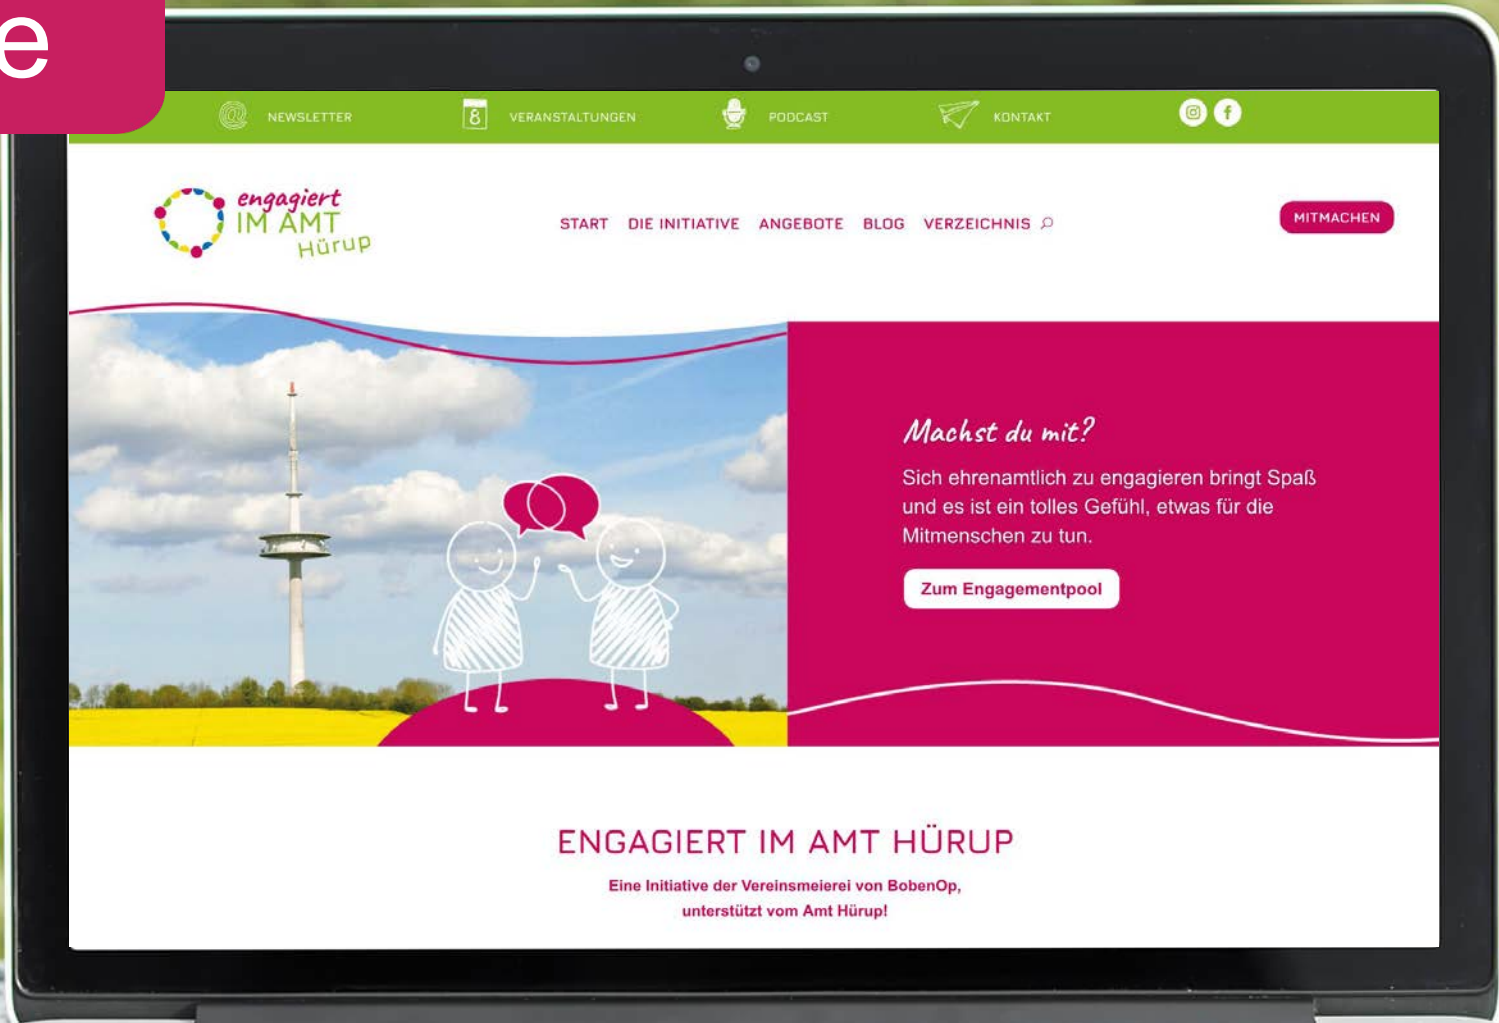 e
NEWSLETTER
8
VERANSTALTUNGEN
PODCAST
KONTAKT
engagiert
IM AMT
Hürup
START DIE INITIATIVE ANGEBOTE BLOG VERZEICHNIS
MITMACHEN
Machst du mit?
Sich ehrenamtlich zu engagieren bringt Spaß
und es ist ein tolles Gefühl, etwas für die
Mitmenschen zu tun.
Zum Engagementpool
ENGAGIERT IM AMT HÜRUP
Eine Initiative der Vereinsmeierei von BobenOp,
unterstützt vom Amt Hürup!